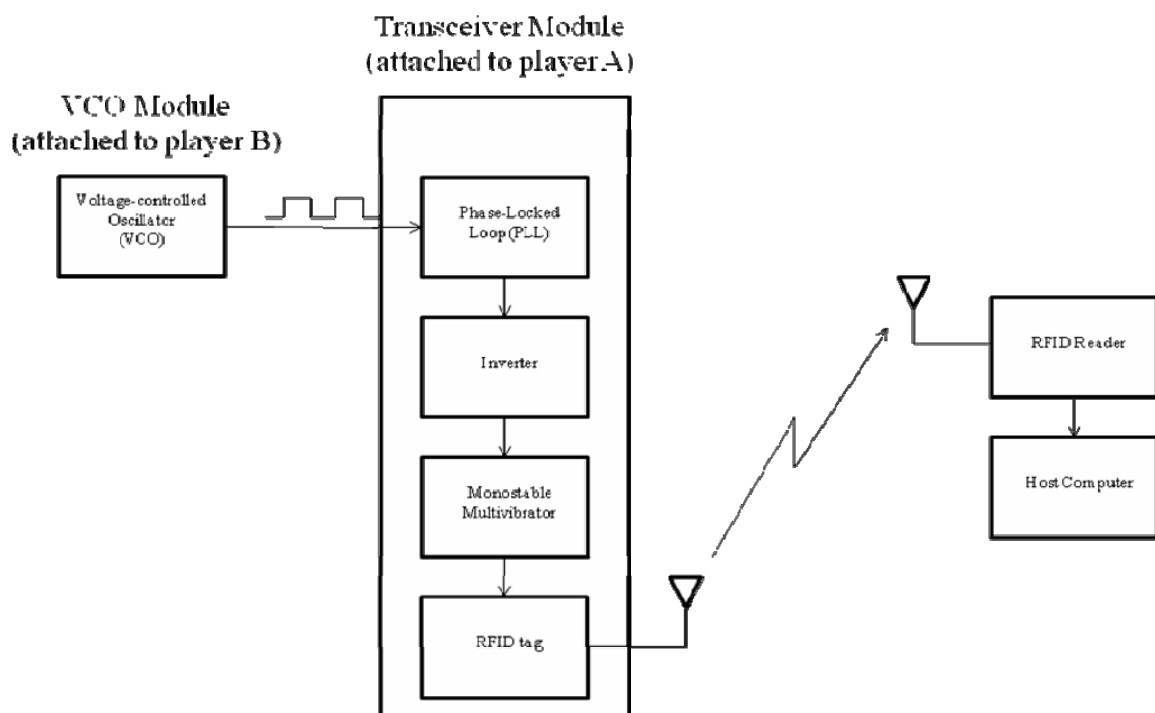 Transceiver Module
(attached to player A)
VCO Module
(attached to player B)
Voltage-controlled
Oscillator
(VCO)
Phase-Locked
Loop (PLL)
Inverter
Monostable
Multivibrator
RFID tag
RFID Reader
Host Computer